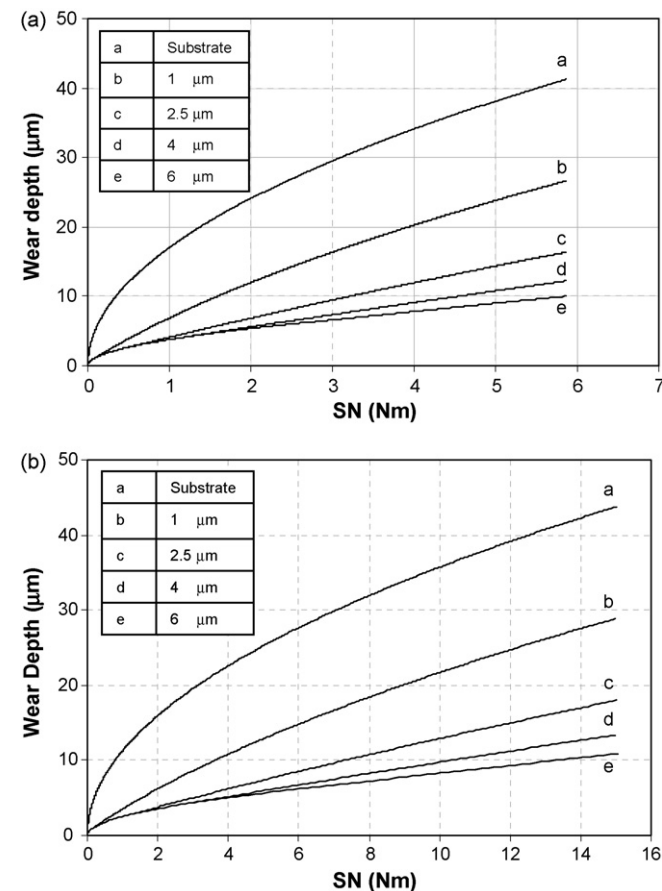 (a)
50
40
30
20
10
0
Wear depth (μm)
a Substrate
b 1 μm
c 2.5 μm
d 4 μm
e 6 μm
a
b
c
d
e
0 1 2 3 4 5 6 7
SN (Nm)
(b)
50
40
30
20
10
0
Wear Depth (μm)
a Substrate
b 1 μm
c 2.5 μm
d 4 μm
e 6 μm
a
b
c
d
e
0 2 4 6 8 10 12 14 16
SN (Nm)